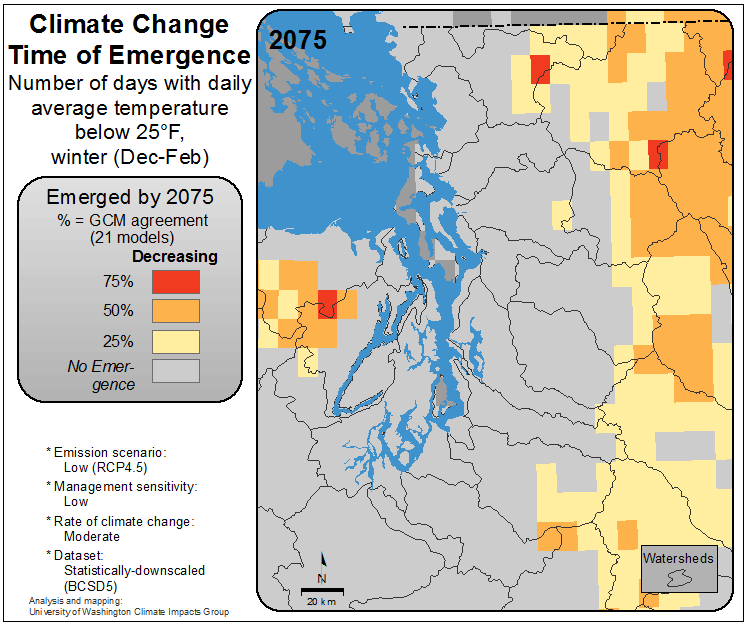 Climate Change
Time of Emergence
Number of days with daily
average temperature
below 25°F,
winter (Dec-Feb)
Emerged by 2075
% = GCM agreement
(21 models)
Decreasing
75%
50%
25%
No Emer-
gence
* Emission scenario:
Low (RCP4.5)
* Management sensitivity:
Low
* Rate of climate change:
Moderate
* Dataset:
Statistically-downscaled
(BCSD5)
Analysis and mapping:
University of Washington Climate Impacts Group
2075
N
20 km
Watersheds